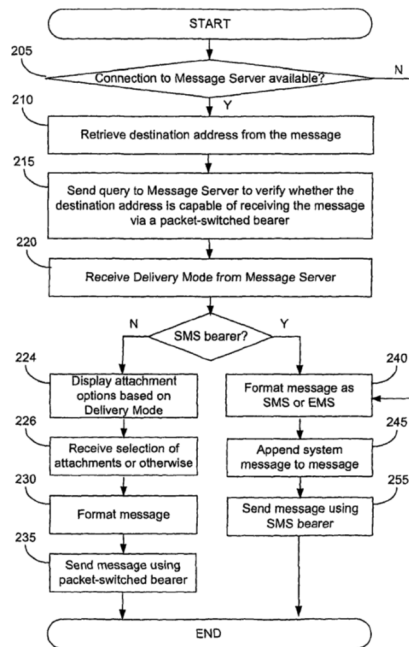 START
205
Connection to Message Server available?
N
Y
210
Retrieve destination address from the message
215
Send query to Message Server to verify whether the
destination address is capable of receiving the message
via a packet-switched bearer
220
Receive Delivery Mode from Message Server
N
SMS bearer?
Y
224
Display attachment
options based on
Delivery Mode
226
Receive selection of
attachments or otherwise
230
Format message
235
Send message using
packet-switched bearer
240
Format message as
SMS or EMS
245
Append system
message to message
255
Send message using
SMS bearer
END